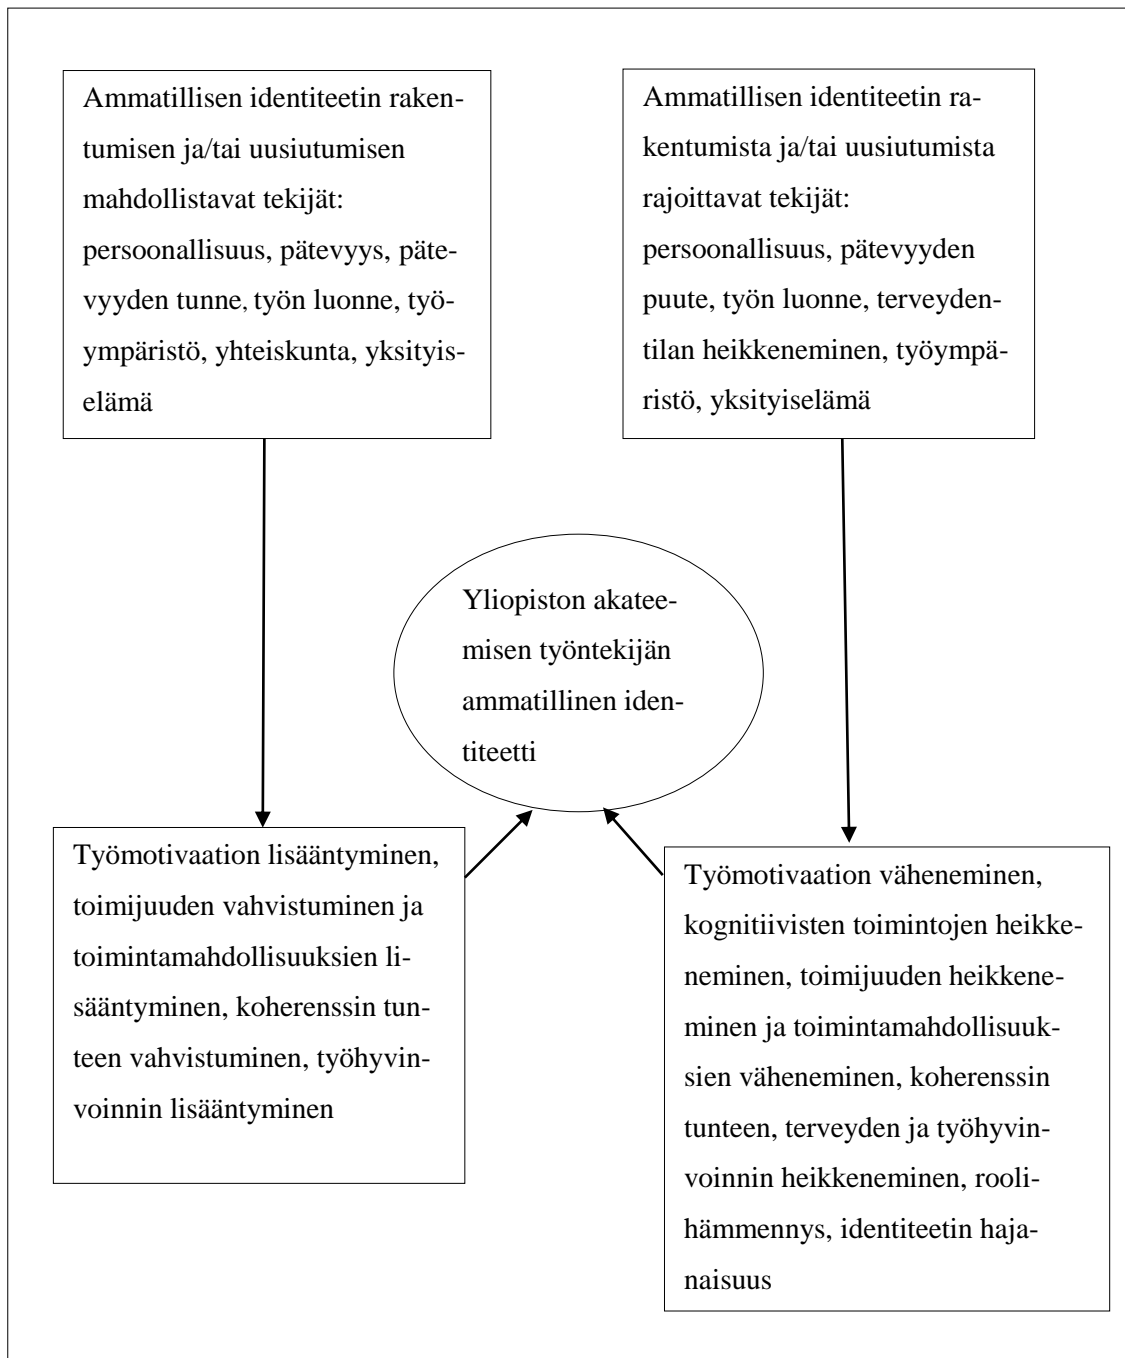 Ammatillisen identiteetin raken-
tumisen ja/tai uusiutumisen
mahdollistavat tekijät:
persoonallisuus, pätevyys, päte-
vyyden tunne, työn luonne, työ-
ympäristö, yhteiskunta, yksityis-
elämä
Ammatillisen identiteetin ra-
kentumista ja/tai uusiutumista
rajoittavat tekijät:
persoonallisuus, pätevyyden
puute, työn luonne, terveyden-
tilan heikkeneminen, työympä-
ristö, yksityiselämä
Yliopiston akatee-
misen työntekijän
ammatillinen iden-
titeetti
Työmotivaation lisääntyminen,
toimijuuden vahvistuminen ja
toimintamahdollisuuksien li-
sääntyminen, koherenssin tun-
teen vahvistuminen, työhyvin-
voinnin lisääntyminen
Työmotivaation väheneminen,
kognitiivisten toimintojen heikke-
neminen, toimijuuden heikkene-
minen ja toimintamahdollisuuk-
sien väheneminen, koherenssin
tunteen, terveyden ja työhyvin-
voinnin heikkeneminen, rooli-
hämmennys, identiteetin haja-
naisuus